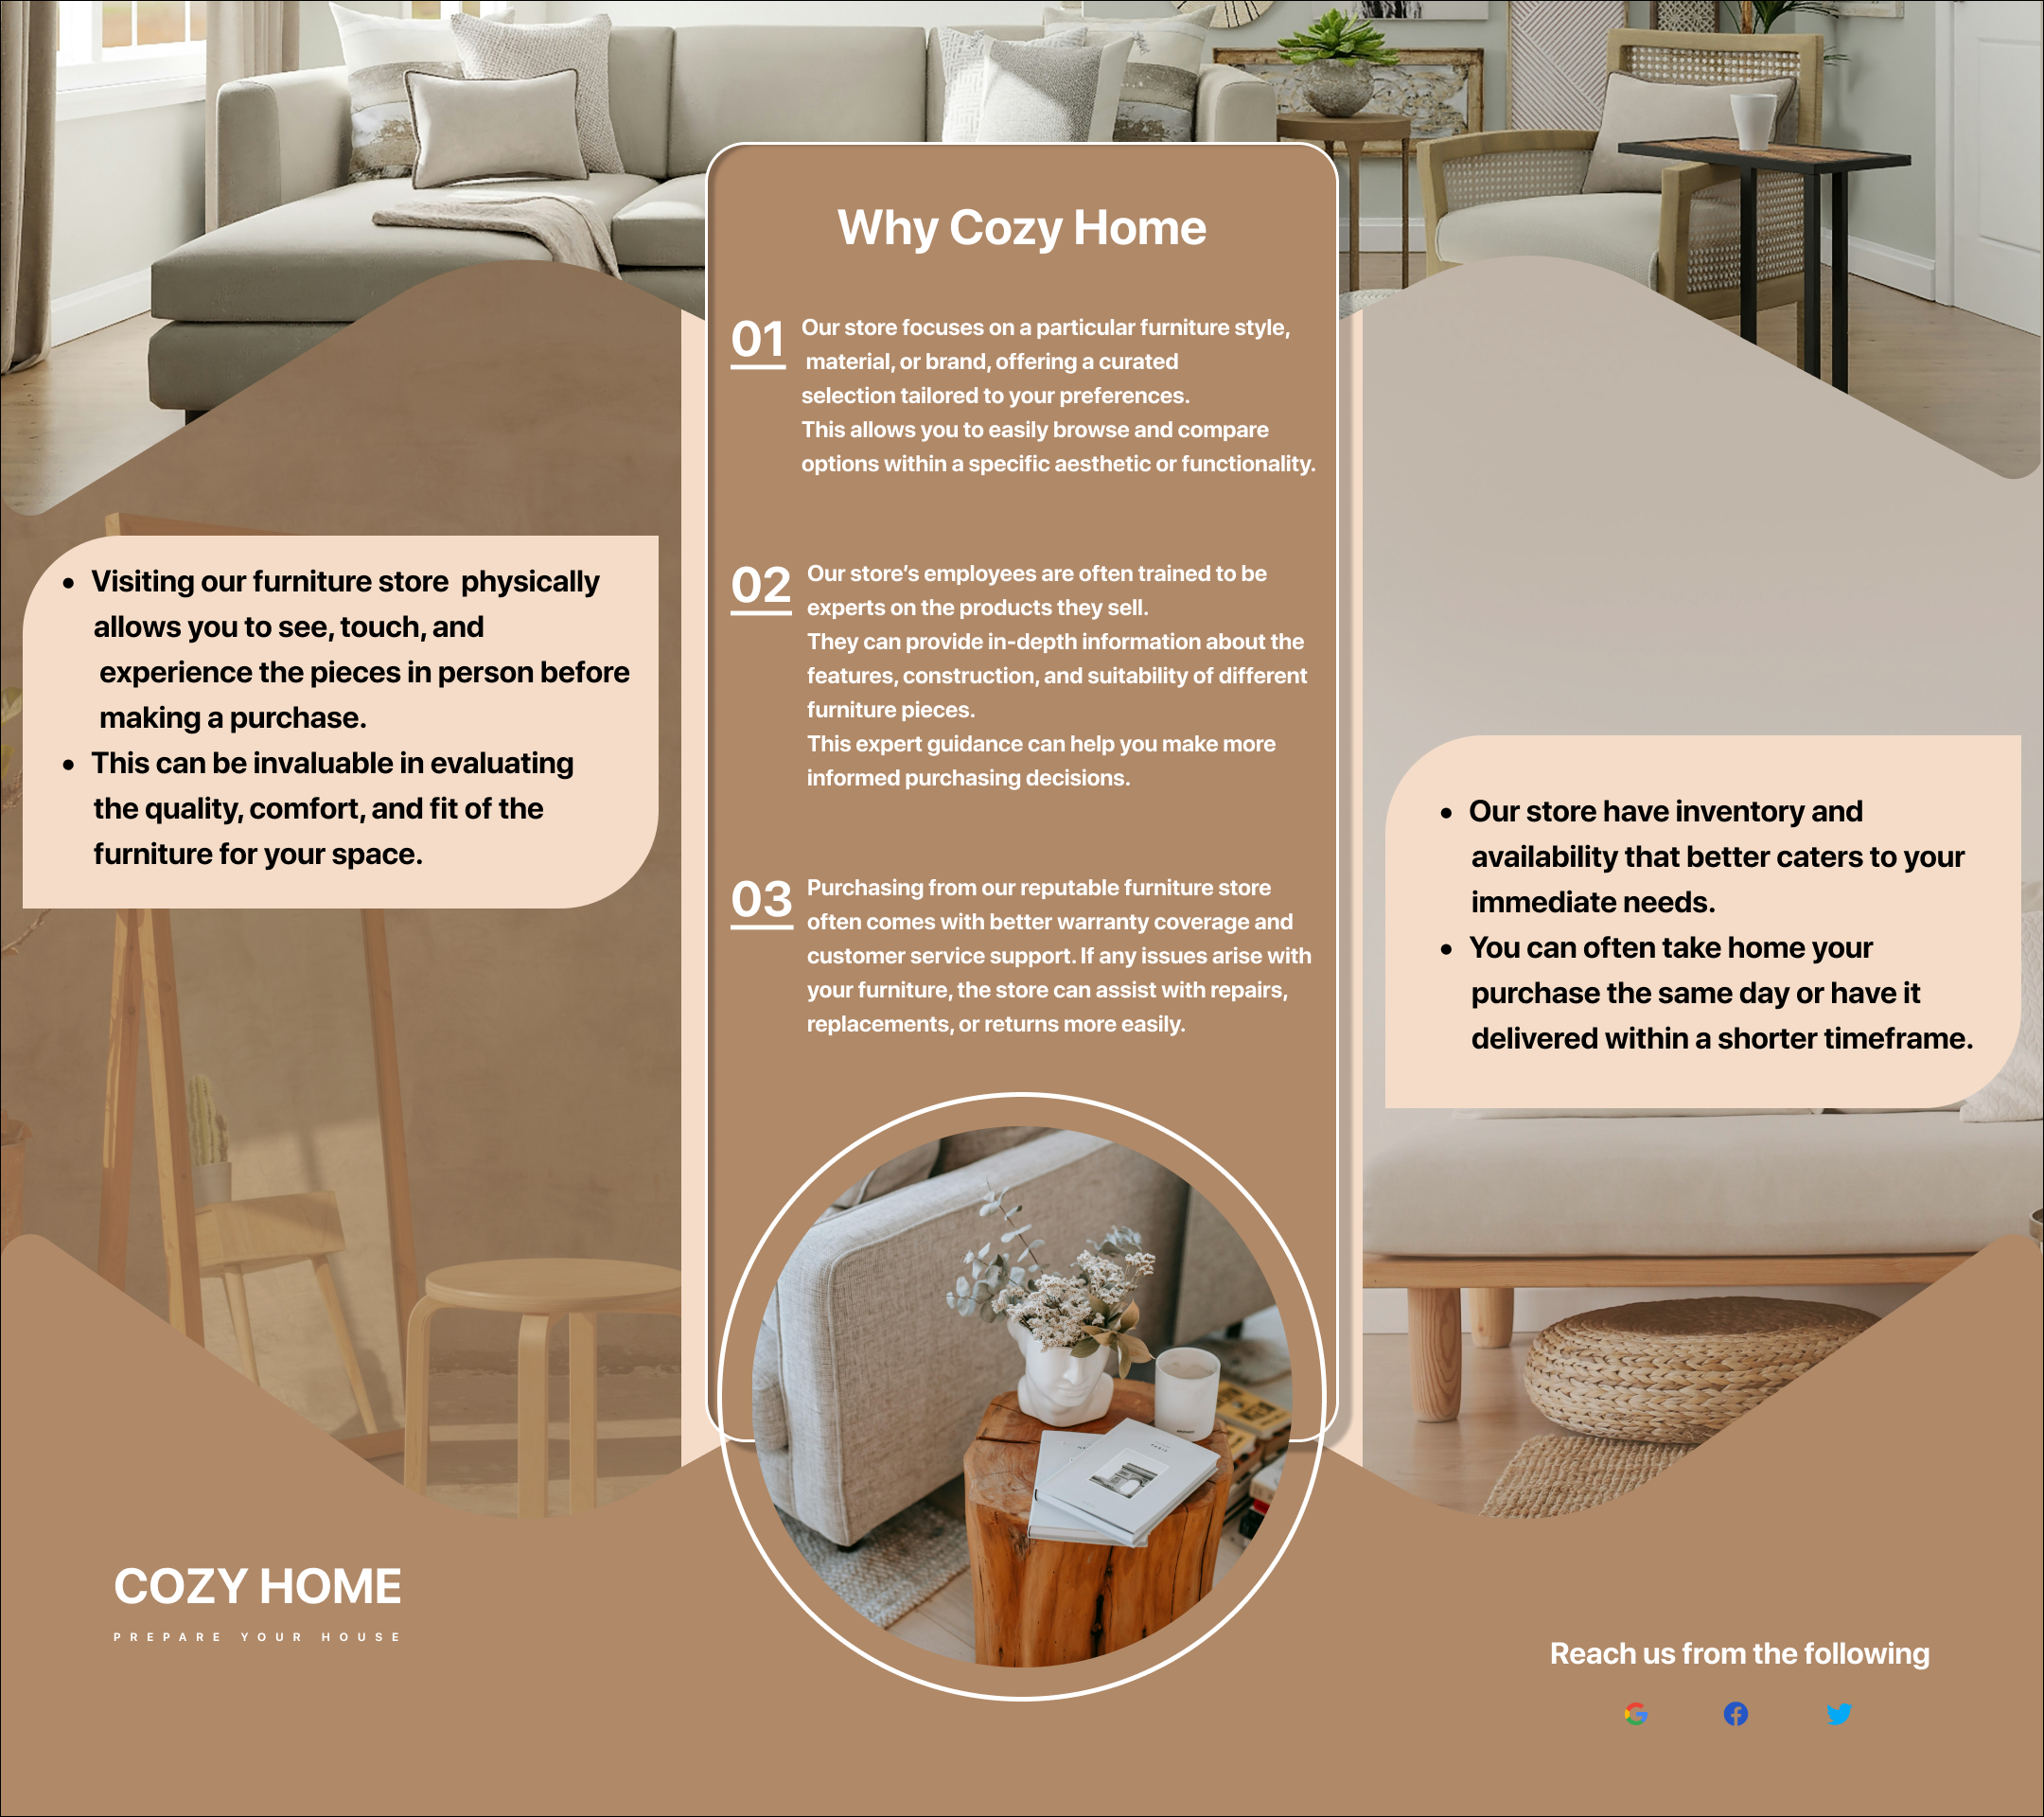 Why Cozy Home
01
Our store focuses on a particular furniture style,
material, or brand, offering a curated
selection tailored to your preferences.
This allows you to easily browse and compare
options within a specific aesthetic or functionality.
02
Our store’s employees are often trained to be
experts on the products they sell.
They can provide in-depth information about the
features, construction, and suitability of different
furniture pieces.
This expert guidance can help you make more
informed purchasing decisions.
03
Purchasing from our reputable furniture store
often comes with better warranty coverage and
customer service support. If any issues arise with
your furniture, the store can assist with repairs,
replacements, or returns more easily.
• Visiting our furniture store physically
allows you to see, touch, and
experience the pieces in person before
making a purchase.
• This can be invaluable in evaluating
the quality, comfort, and fit of the
furniture for your space.
• Our store have inventory and
availability that better caters to your
immediate needs.
• You can often take home your
purchase the same day or have it
delivered within a shorter timeframe.
COZY HOME
PREPARE YOUR HOUSE
Reach us from the following